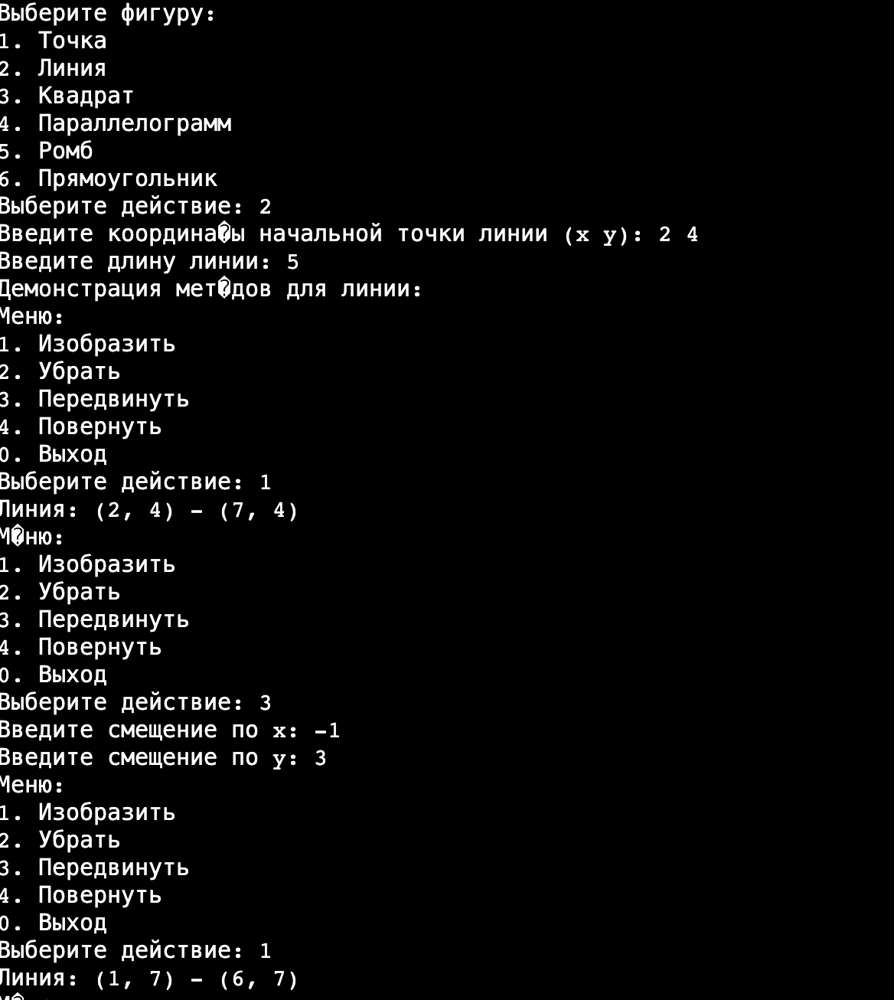 Выберите фигуру:
1. Точка
2. Линия
3. Квадрат
4. Параллелограмм
5. Ромб
6. Прямоугольник
Выберите действие: 2
Введите координа�ы начальной точки линии (x y): 2 4
Введите длину линии: 5
Демонстрация мет�дов для линии:
Меню:
1. Изобразить
2. Убрать
3. Передвинуть
4. Повернуть
0. Выход
Выберите действие: 1
Линия: (2, 4) - (7, 4)
М�ню:
1. Изобразить
2. Убрать
3. Передвинуть
4. Повернуть
0. Выход
Выберите действие: 3
Введите смещение по x: -1
Введите смещение по y: 3
Меню:
1. Изобразить
2. Убрать
3. Передвинуть
4. Повернуть
0. Выход
Выберите действие: 1
Линия: (1, 7) - (6, 7)